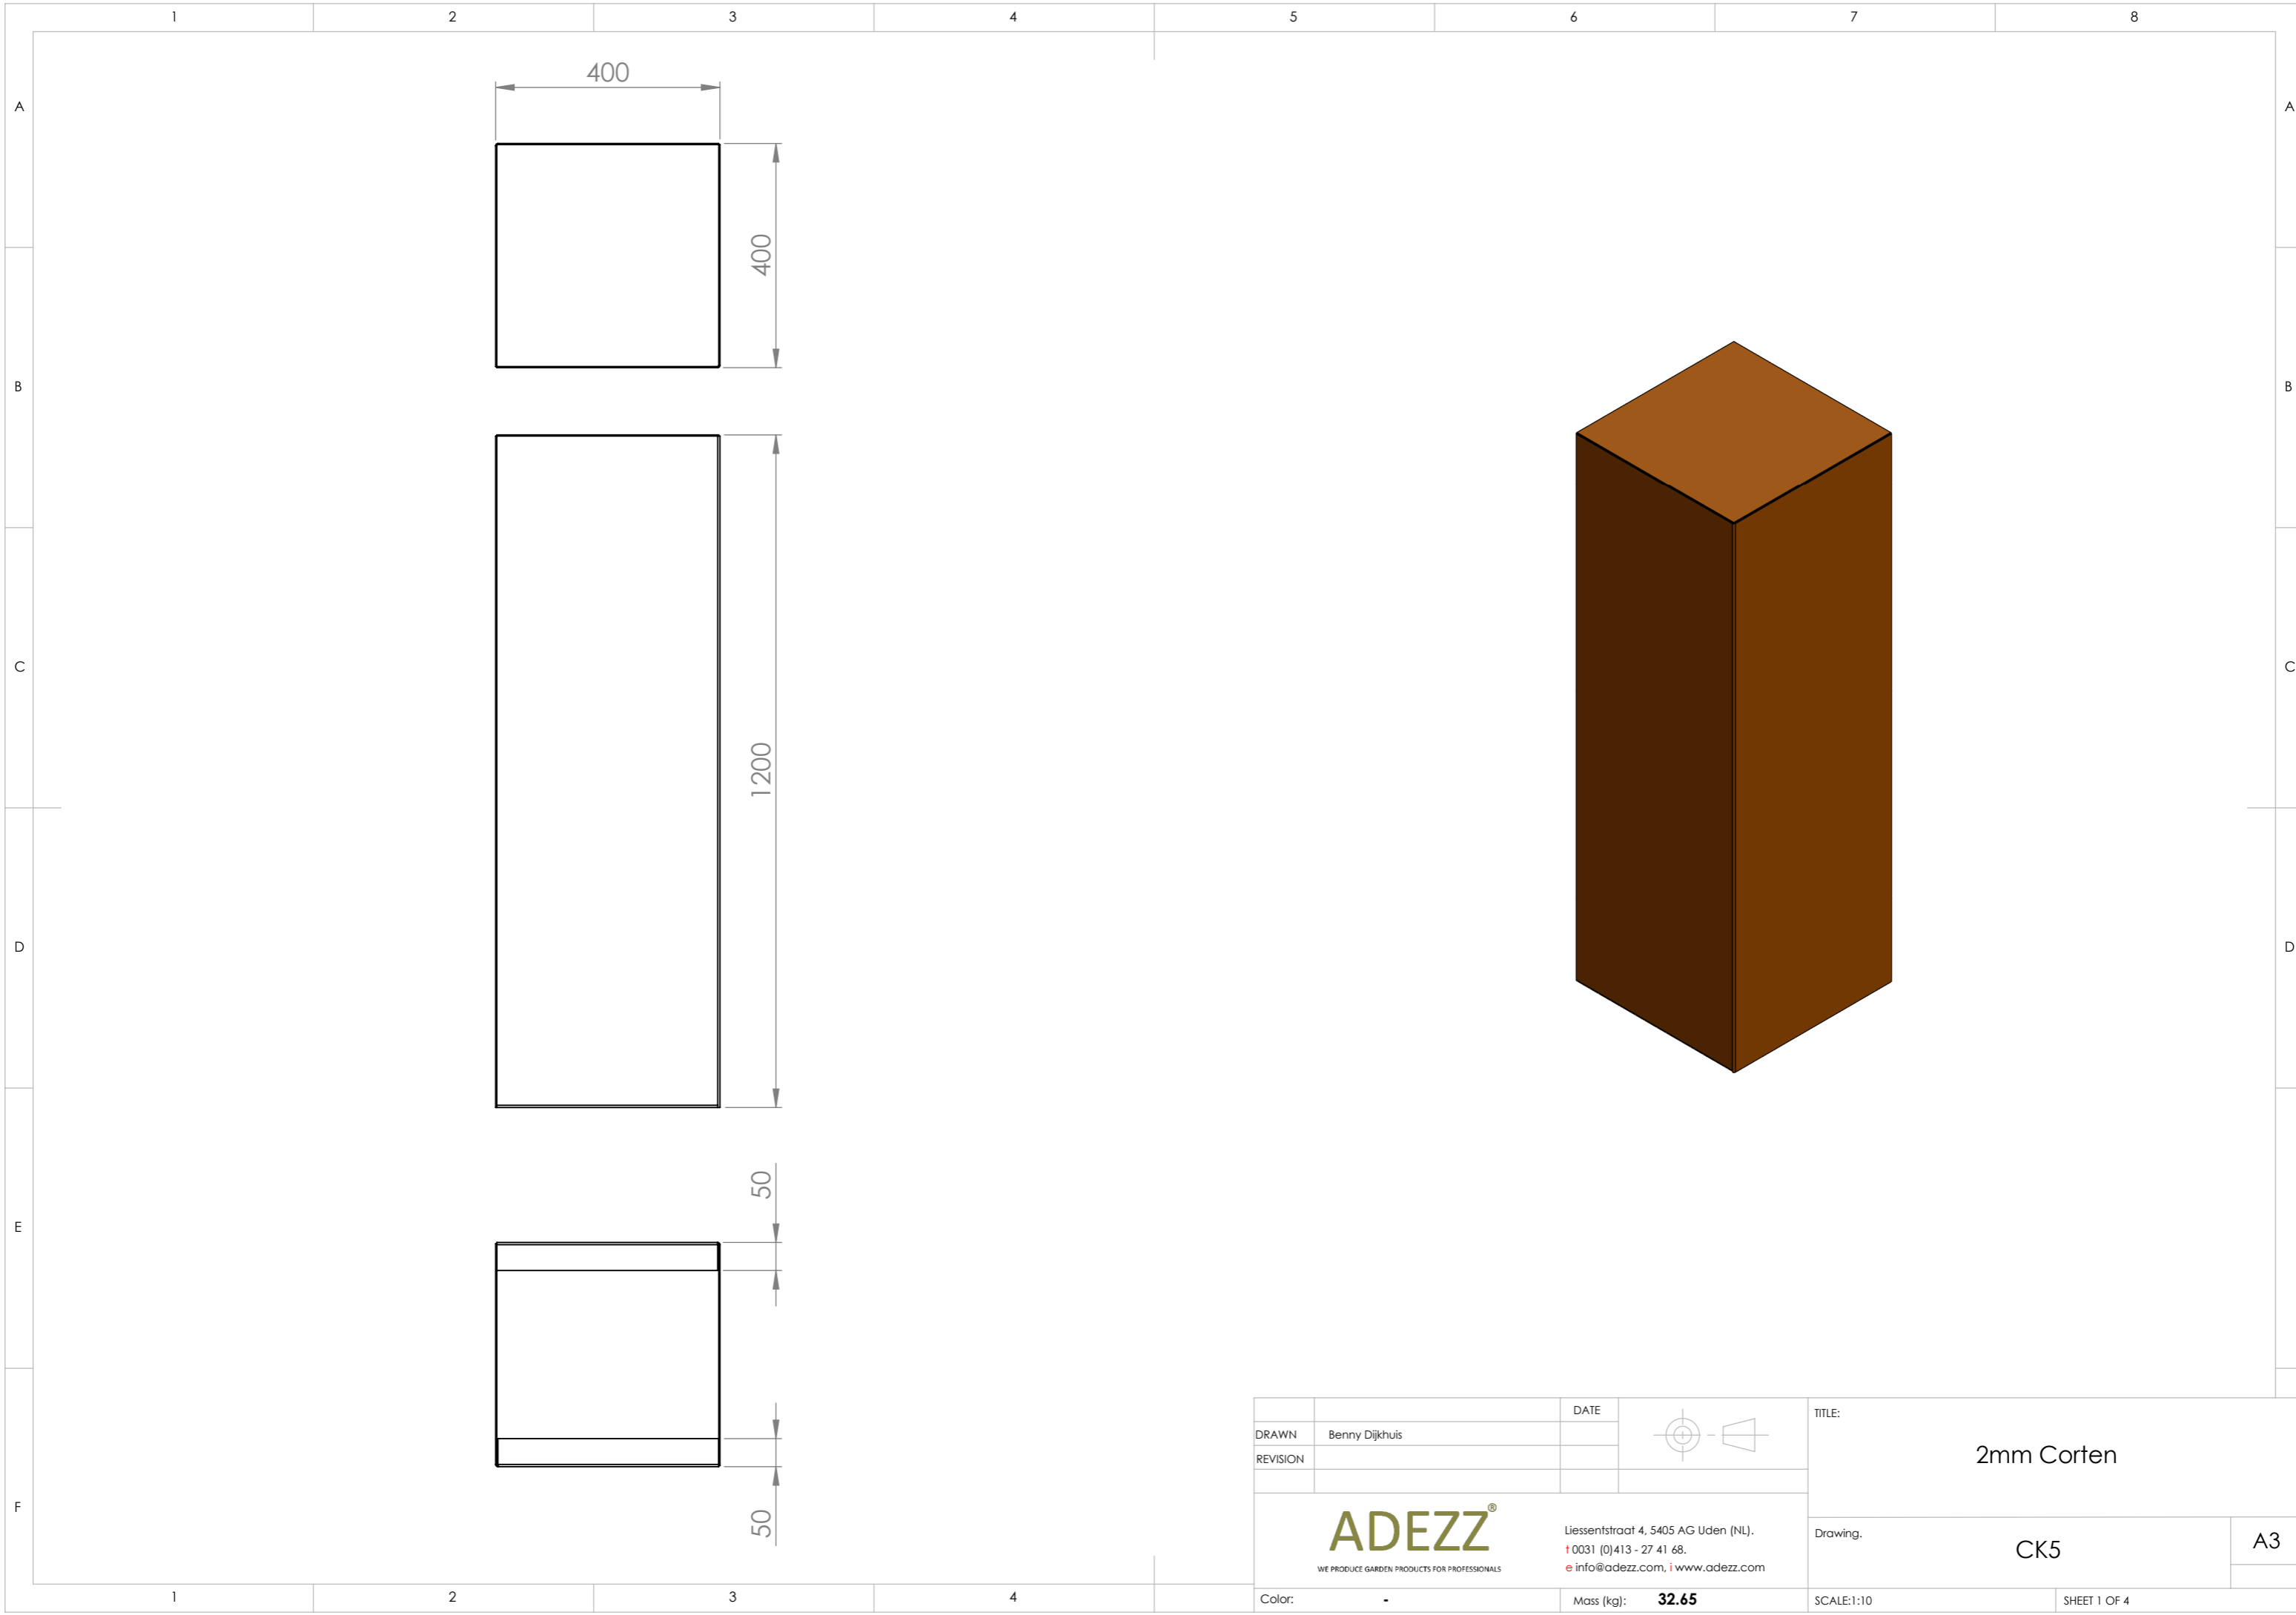 1 2 3 4 5 6 7 8
A A
B B
C C
D D
E
F
400
400
1200
50
50
DATE
DRAWN Benny Dijkhuis
REVISION
TITLE:
2mm Corten
ADEZZ®
WE PRODUCE GARDEN PRODUCTS FOR PROFESSIONALS
Liessentstraat 4, 5405 AG Uden (NL).
t 0031 (0)413 - 27 41 68.
e info@adezz.com, i www.adezz.com
Drawing.
CK5
A3
Color: -
Mass (kg): 32.65
SCALE:1:10
SHEET 1 OF 4
1 2 3 4